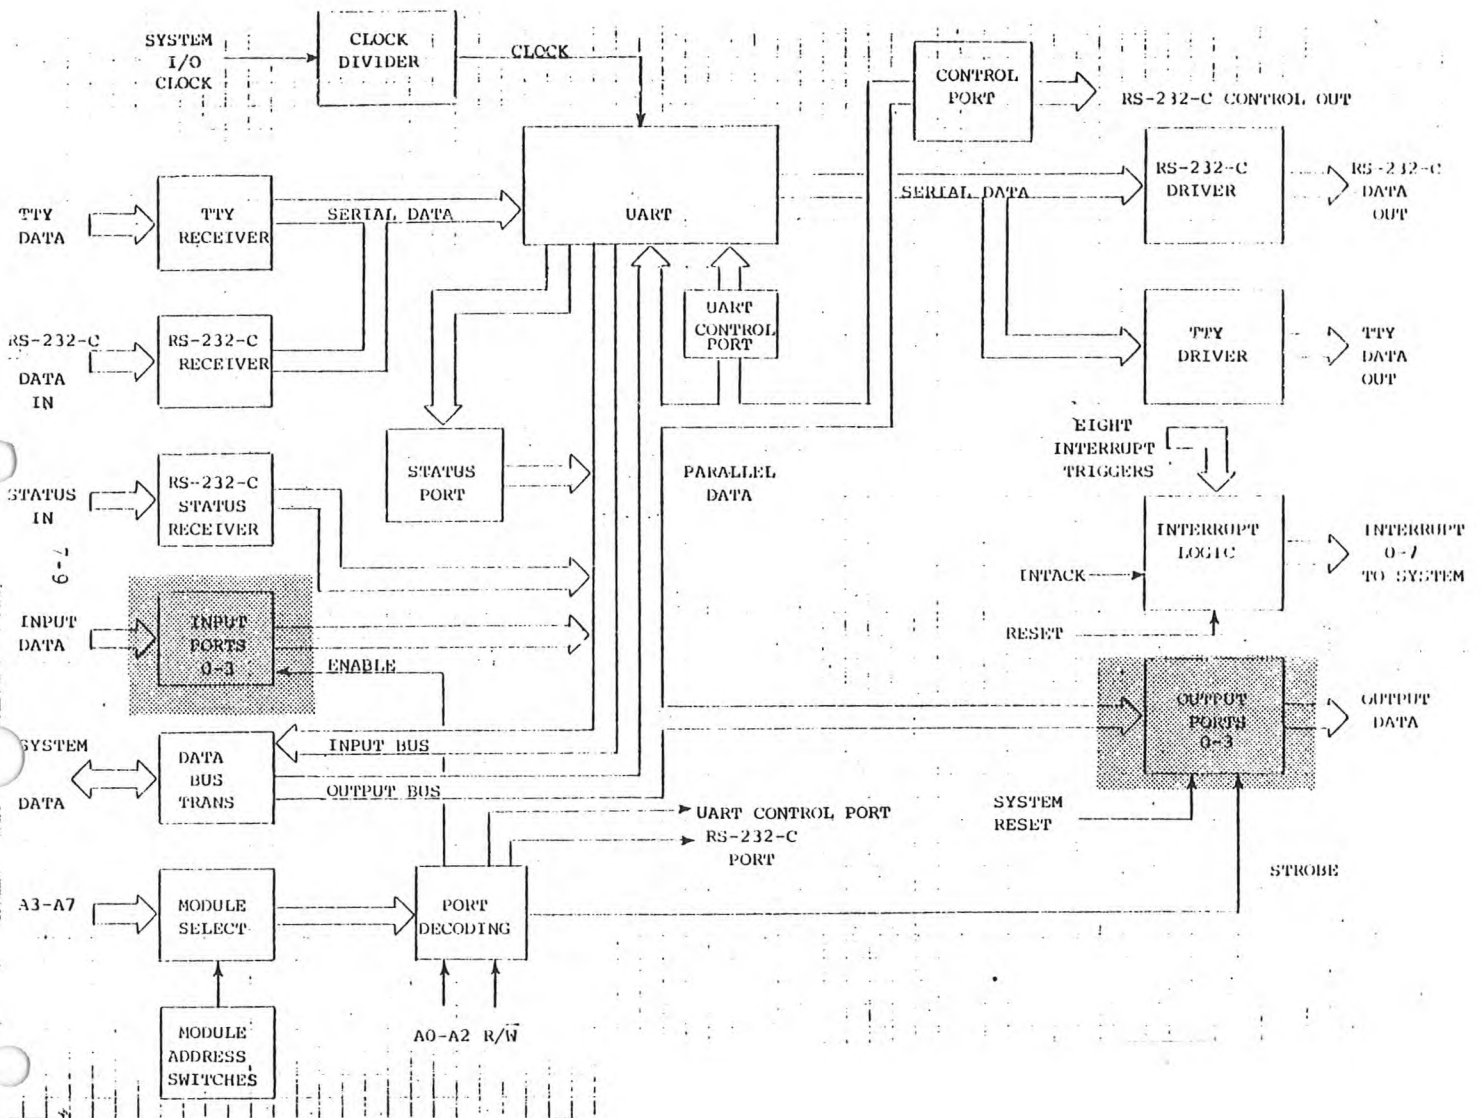 SYSTEM
I/O
CLOCK
CLOCK
DIVIDER
CLOCK
CONTROL
PORT
RS-232-C CONTROL OUT
TTY
DATA
TTY
RECEIVER
SERIAL DATA
UART
SERIAL DATA
RS-232-C
DRIVER
RS-232-C
DATA
OUT
RS-232-C
DATA
IN
RS-232-C
RECEIVER
UART
CONTROL
PORT
TTY
DRIVER
TTY
DATA
OUT
STATUS
IN
RS-232-C
STATUS
RECEIVER
STATUS
PORT
PARALLEL
DATA
EIGHT
INTERRUPT
TRIGGERS
INTERRUPT
LOGIC
INTERRUPT
0-7
TO SYSTEM
INTACK
RESET
INPUT
DATA
INPUT
PORTS
0-3
ENABLE
OUTPUT
PORTS
0-3
OUTPUT
DATA
SYSTEM
DATA
DATA
BUS
TRANS
INPUT BUS
OUTPUT BUS
SYSTEM
RESET
UART CONTROL PORT
RS-232-C
PORT
STROBE
A3-A7
MODULE
SELECT
PORT
DECODING
A0-A2 R/W̅
MODULE
ADDRESS
SWITCHES